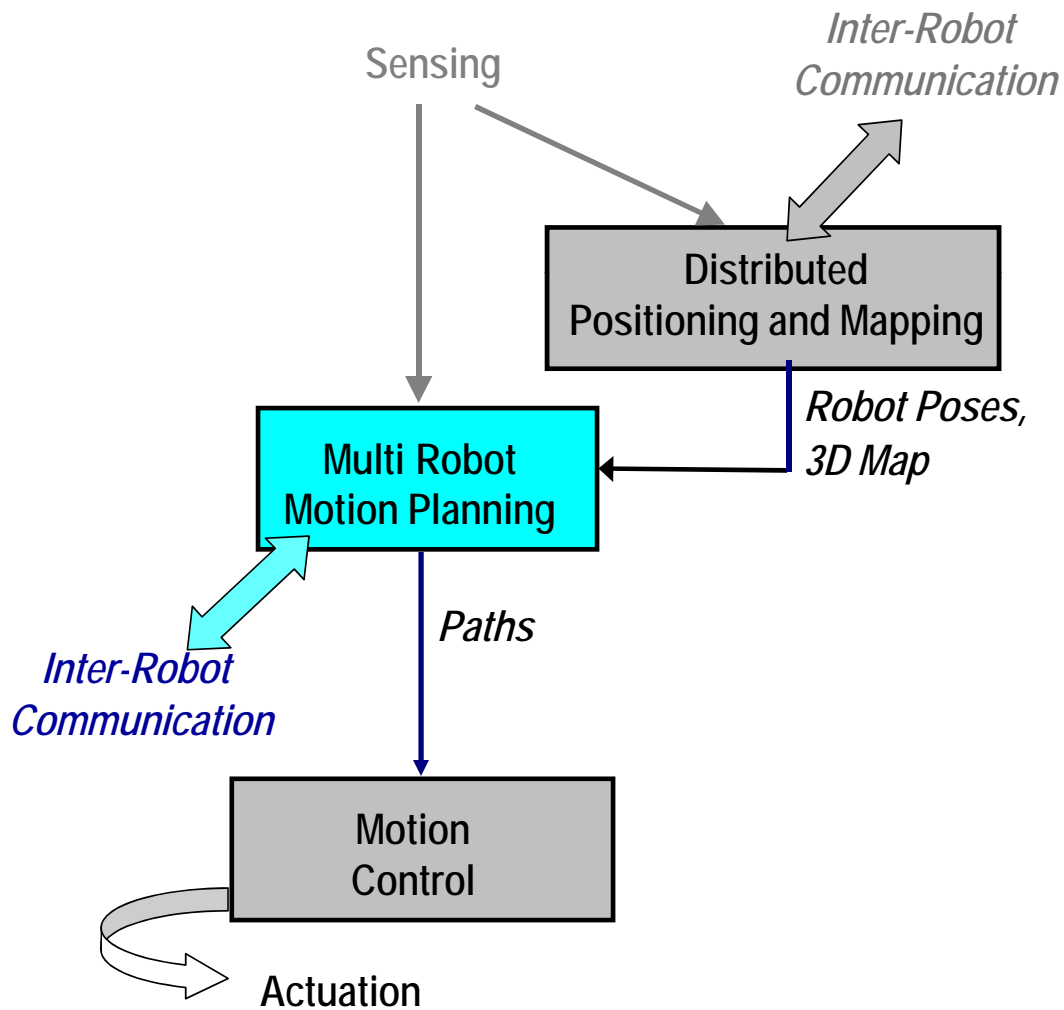 Inter-Robot
Communication
Sensing
Distributed
Positioning and Mapping
Robot Poses,
3D Map
Multi Robot
Motion Planning
Paths
Inter-Robot
Communication
Motion
Control
Actuation